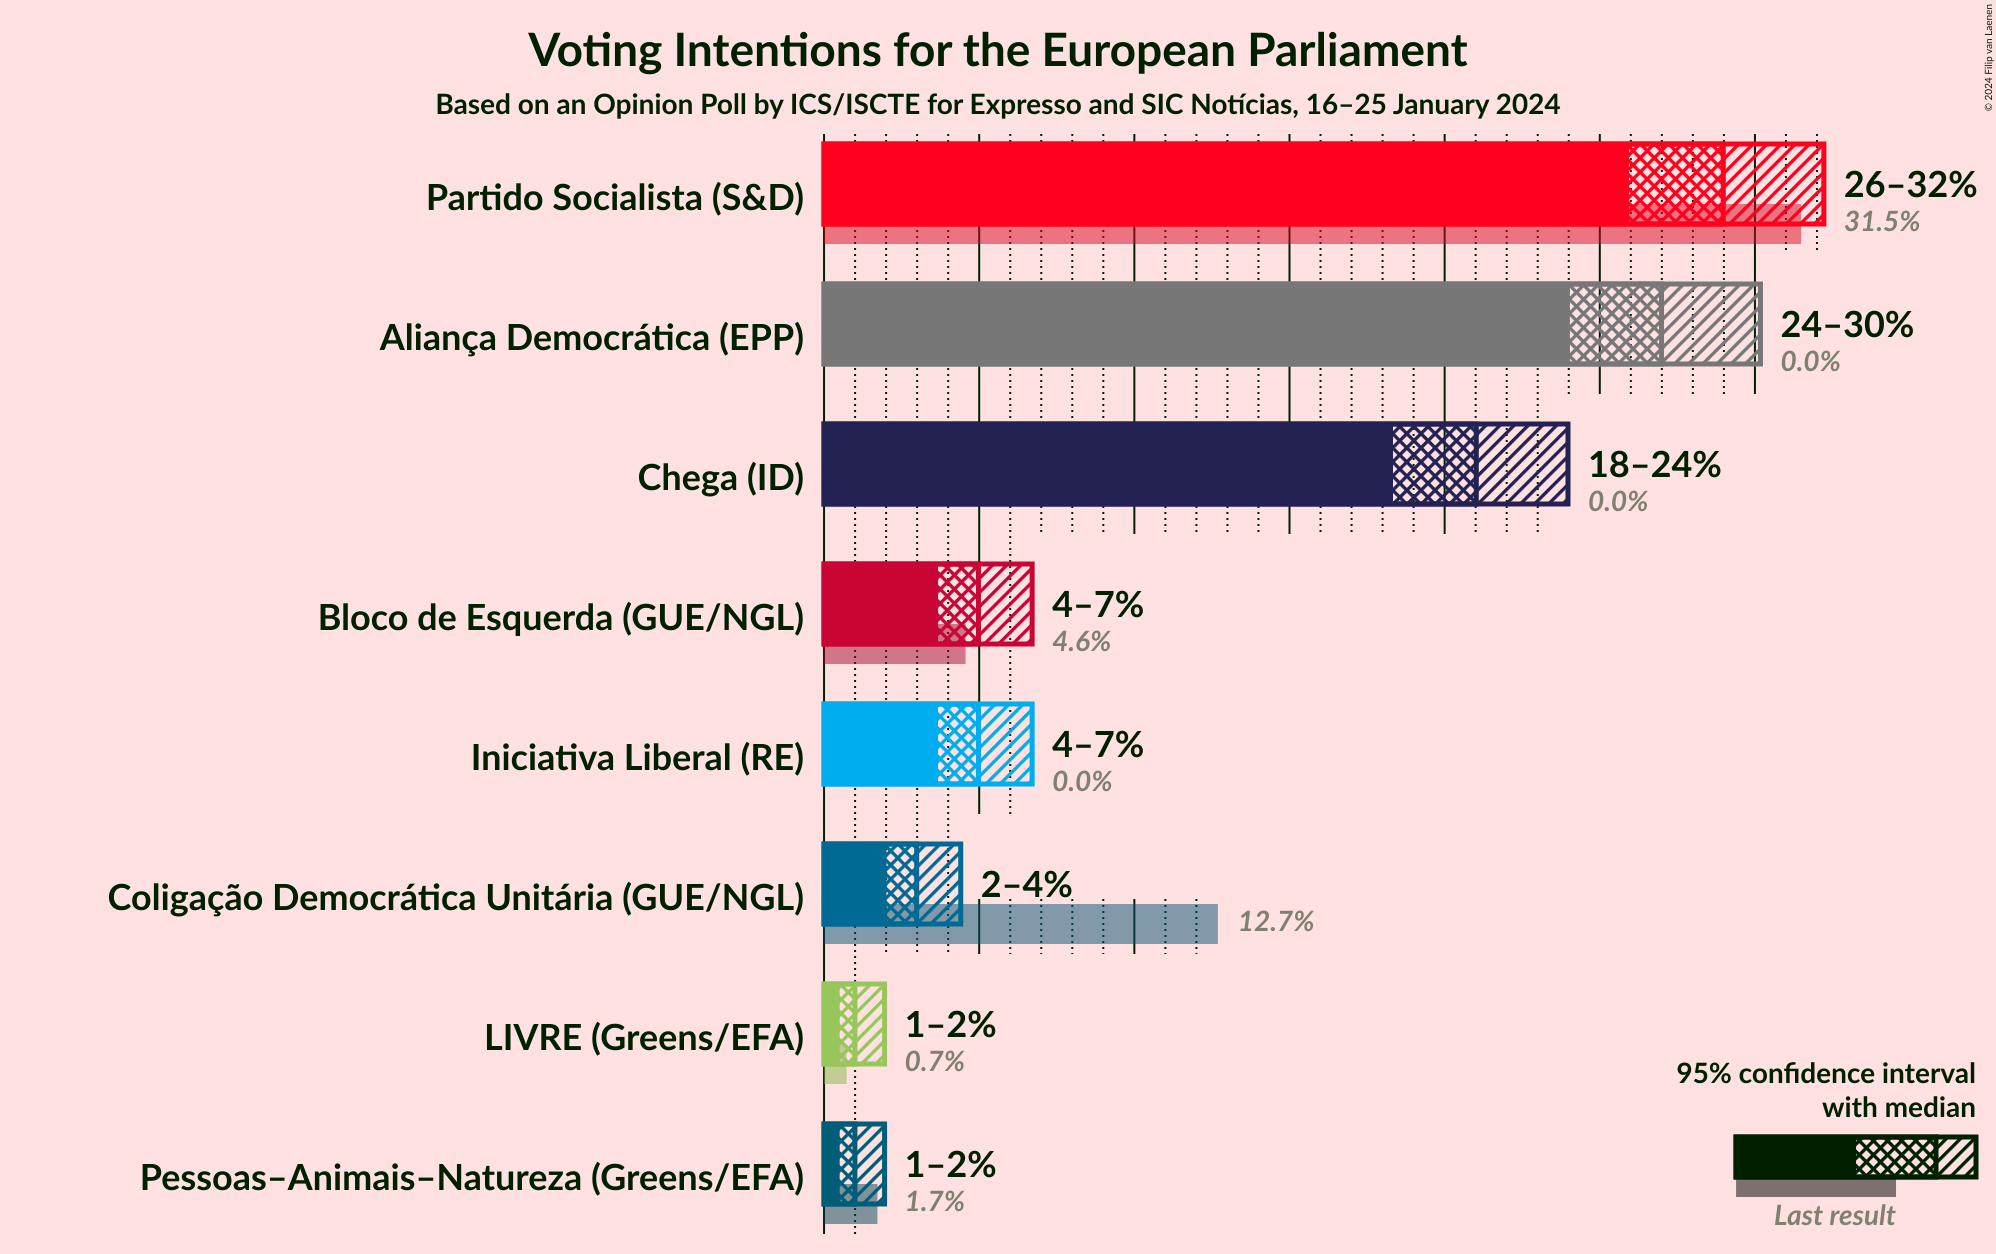 © 2024 Filip van Laenen
Voting Intentions for the European Parliament
Based on an Opinion Poll by ICS/ISCTE for Expresso and SIC Notícias, 16–25 January 2024
Partido Socialista (S&D)
26–32%
31.5%
Aliança Democrática (EPP)
24–30%
0.0%
Chega (ID)
18–24%
0.0%
Bloco de Esquerda (GUE/NGL)
4–7%
4.6%
Iniciativa Liberal (RE)
4–7%
0.0%
Coligação Democrática Unitária (GUE/NGL)
2–4%
12.7%
LIVRE (Greens/EFA)
1–2%
0.7%
Pessoas–Animais–Natureza (Greens/EFA)
1–2%
1.7%
95% confidence interval
with median
Last result